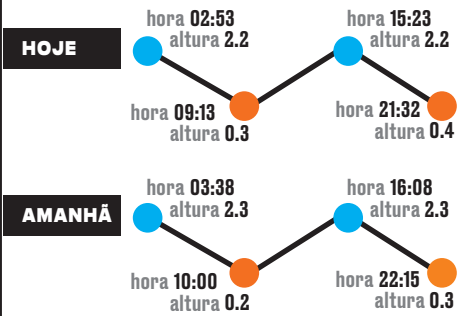 HOJE
hora 02:53
altura 2.2
hora 09:13
altura 0.3
hora 15:23
altura 2.2
hora 21:32
altura 0.4
AMANHÃ
hora 03:38
altura 2.3
hora 10:00
altura 0.2
hora 16:08
altura 2.3
hora 22:15
altura 0.3